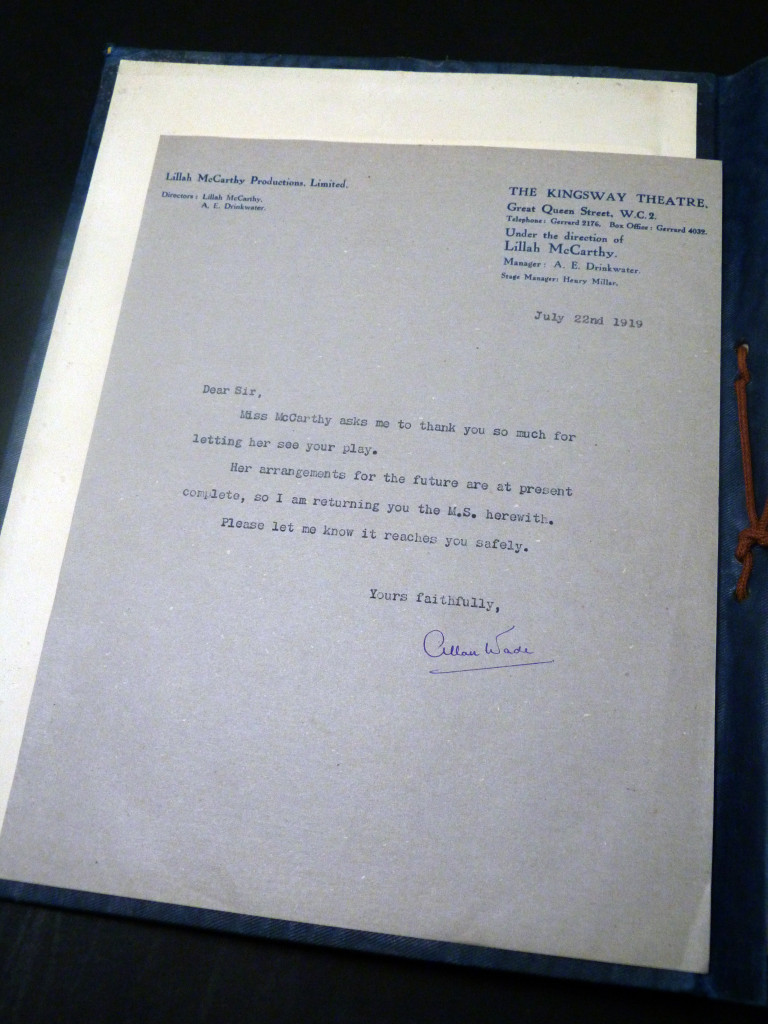 Lillah McCarthy Productions, Limited.
Directors: Lillah McCarthy.
A. E. Drinkwater.
THE KINGSWAY THEATRE.
Great Queen Street, W.C.2.
Telephone: Gerrard 2176. Box Office: Gerrard 4032.
Under the direction of
Lillah McCarthy.
Manager: A. E. Drinkwater.
Stage Manager: Henry Millar.
July 22nd 1919
Dear Sir,
Miss McCarthy asks me to thank you so much for
letting her see your play.
Her arrangements for the future are at present
complete, so I am returning you the M.S. herewith.
Please let me know it reaches you safely.
Yours faithfully,
Allan Wade